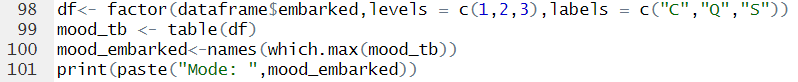 98 df<- factor(dataframe$embarked,levels = c(1,2,3),labels = c("C","Q","S"))
99 mood_tb <- table(df)
100 mood_embarked<-names(which.max(mood_tb))
101 print(paste("Mode: ",mood_embarked))